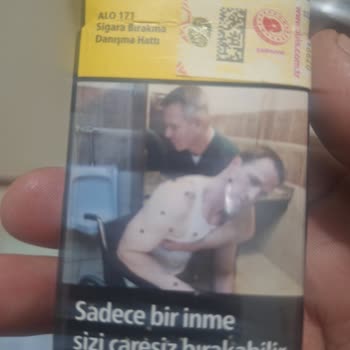 ALO 171
Sigara Bırakma
Danışma Hattı
Sadece bir inme
sizi çaresiz bırakabilir